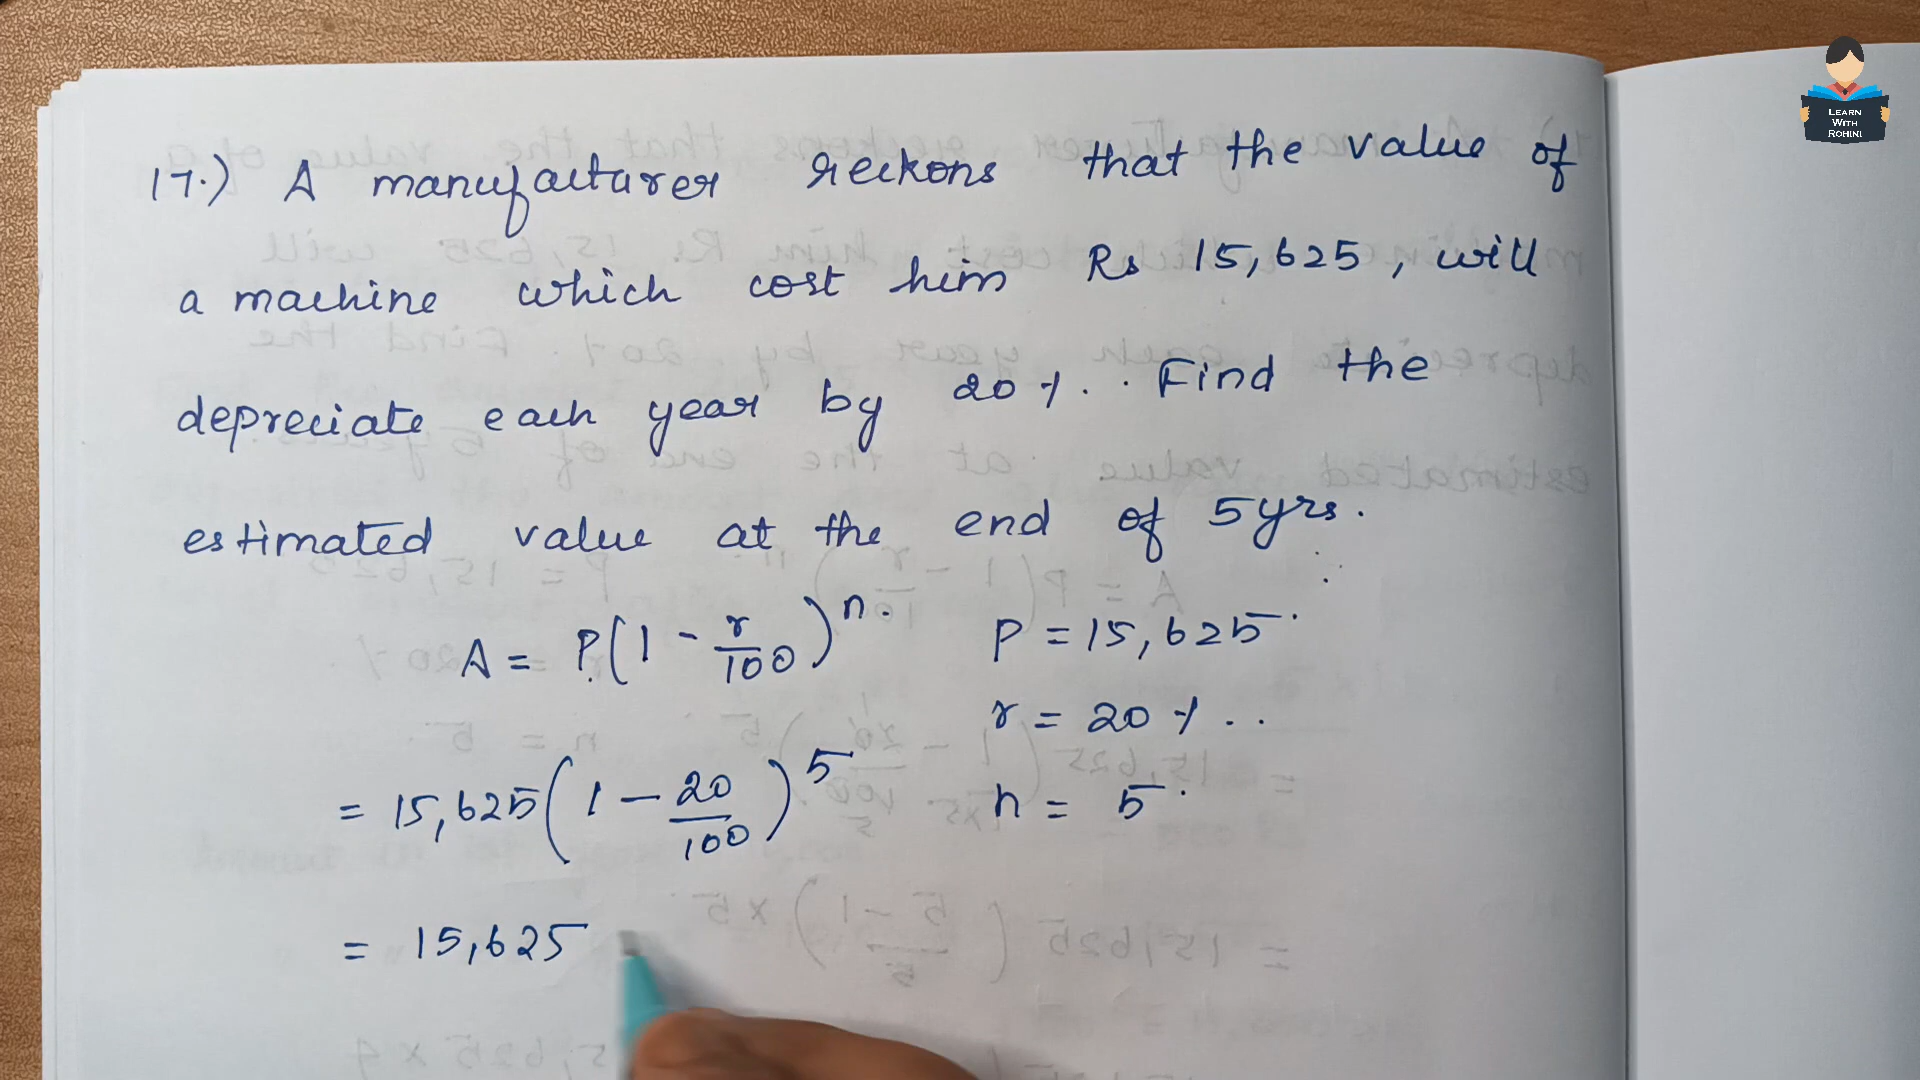 LEARN
WITH
ROHINI
17.) A manufacturer reckons that the value of
a machine which cost him Rs 15,625, will
depreciate each year by 20 %. Find the
estimated value at the end of 5yrs.
A = P(1 - r/100)^n. P = 15,625
r = 20 %
= 15,625(1 - 20/100)^5 n = 5
= 15,625